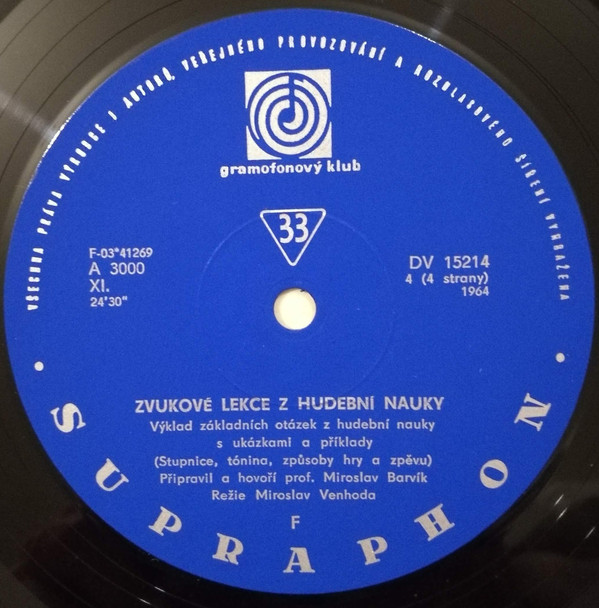 VŠECHNA PRÁVA VÝROBCE I AUTORŮ, VEŘEJNÉHO PROVOZOVÁNÍ A ROZHLASOVÉHO ŠÍŘENÍ VYHRAŽENA
gramofonový klub
33
F-03*41269
A 3000
XI.
24'30"
DV 15214
4 (4 strany)
1964
ZVUKOVÉ LEKCE Z HUDEBNÍ NAUKY
Výklad základních otázek z hudební nauky
s ukázkami a příklady
(Stupnice, tónina, způsoby hry a zpěvu)
Připravil a hovoří prof. Miroslav Barvík
Režie Miroslav Venhoda
F
• SUPRAPHON •